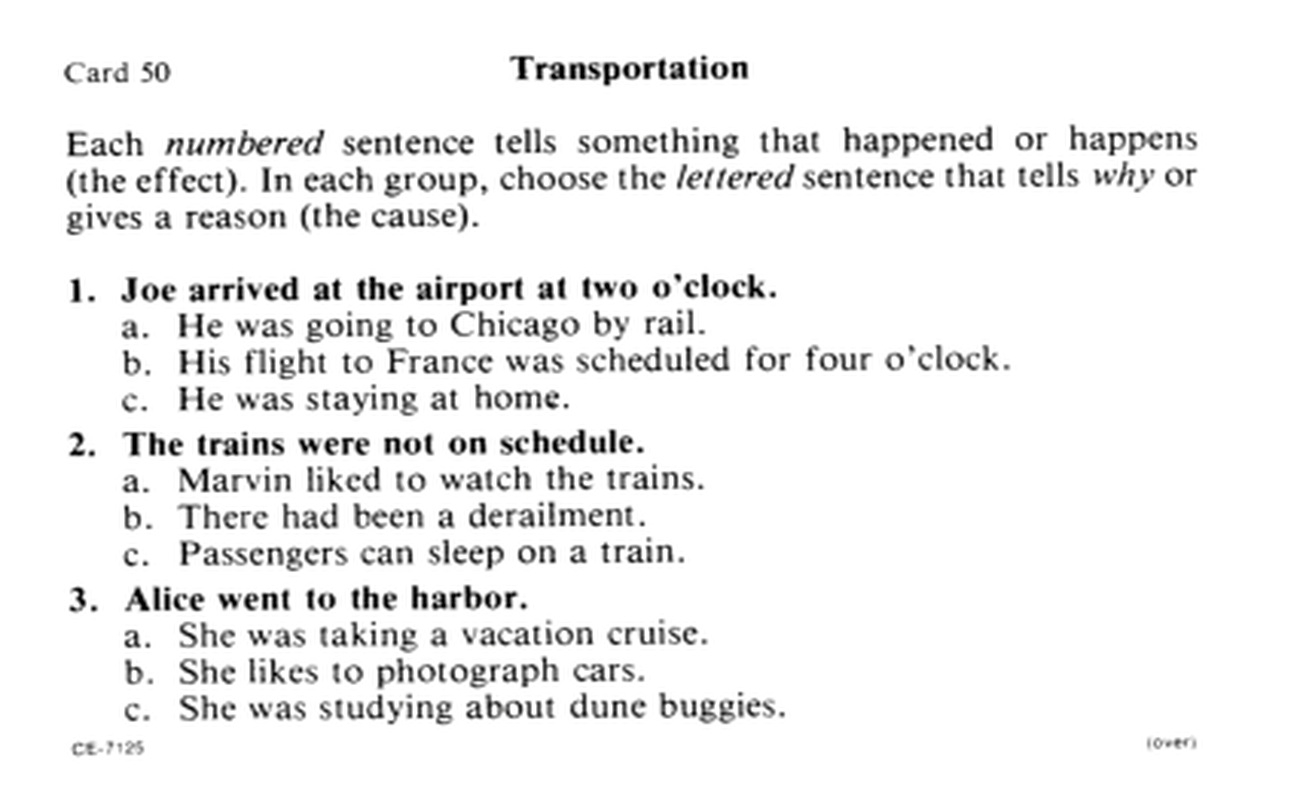 Card 50
Transportation
Each numbered sentence tells something that happened or happens
(the effect). In each group, choose the lettered sentence that tells why or
gives a reason (the cause).
1. Joe arrived at the airport at two o'clock.
a. He was going to Chicago by rail.
b. His flight to France was scheduled for four o'clock.
c. He was staying at home.
2. The trains were not on schedule.
a. Marvin liked to watch the trains.
b. There had been a derailment.
c. Passengers can sleep on a train.
3. Alice went to the harbor.
a. She was taking a vacation cruise.
b. She likes to photograph cars.
c. She was studying about dune buggies.
CE-7125
(over)